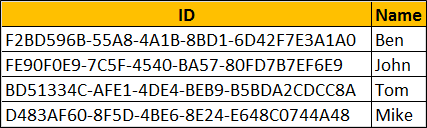 ID Name
F2BD596B-55A8-4A1B-8BD1-6D42F7E3A1A0 Ben
FE90F0E9-7C5F-4540-BA57-80FD7B7EF6E9 John
BD51334C-AFE1-4DE4-BEB9-B5BDA2CDCC8A Tom
D483AF60-8F5D-4BE6-8E24-E648C0744A48 Mike